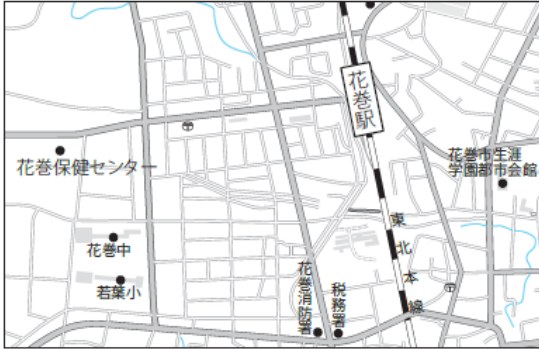 花巻駅
花巻保健センター
花巻市生涯
学園都市会館
花巻中
若葉小
東北本線
花巻消防署
税務署